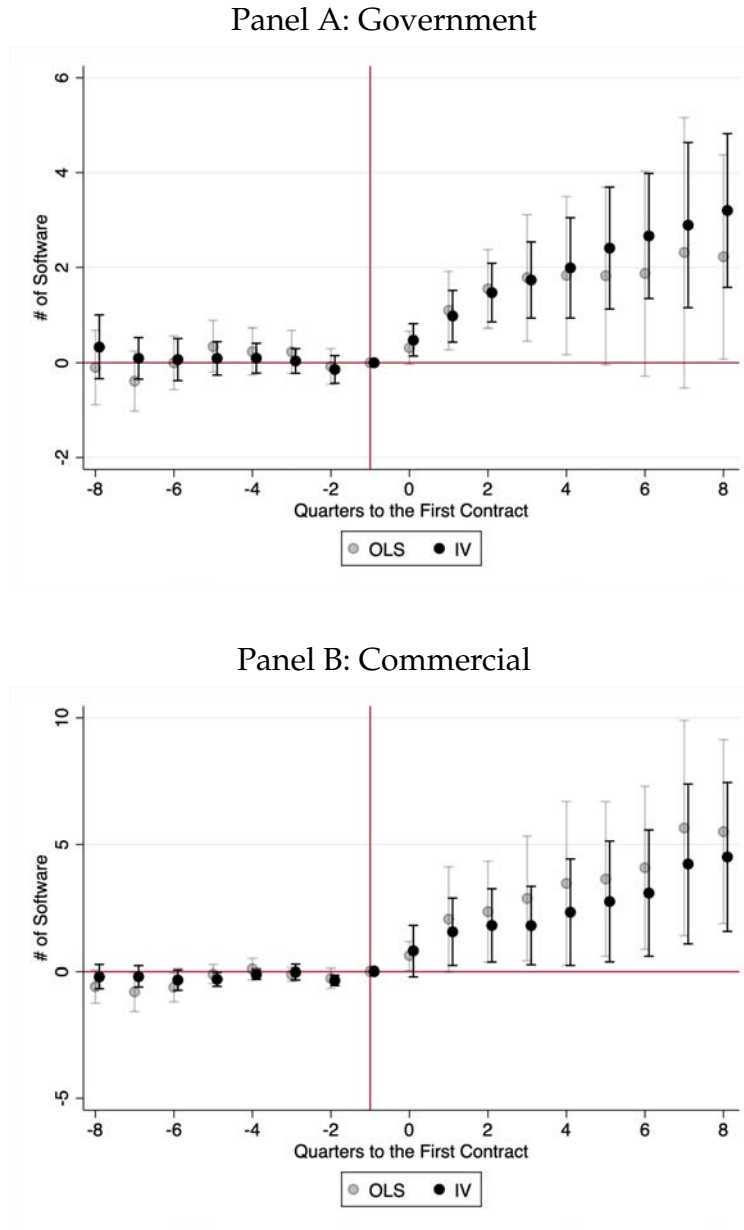 Panel A: Government
6
4
2
0
-2
# of Software
-8 -6 -4 -2 0 2 4 6 8
Quarters to the First Contract
OLS IV
Panel B: Commercial
10
5
0
-5
# of Software
-8 -6 -4 -2 0 2 4 6 8
Quarters to the First Contract
OLS IV